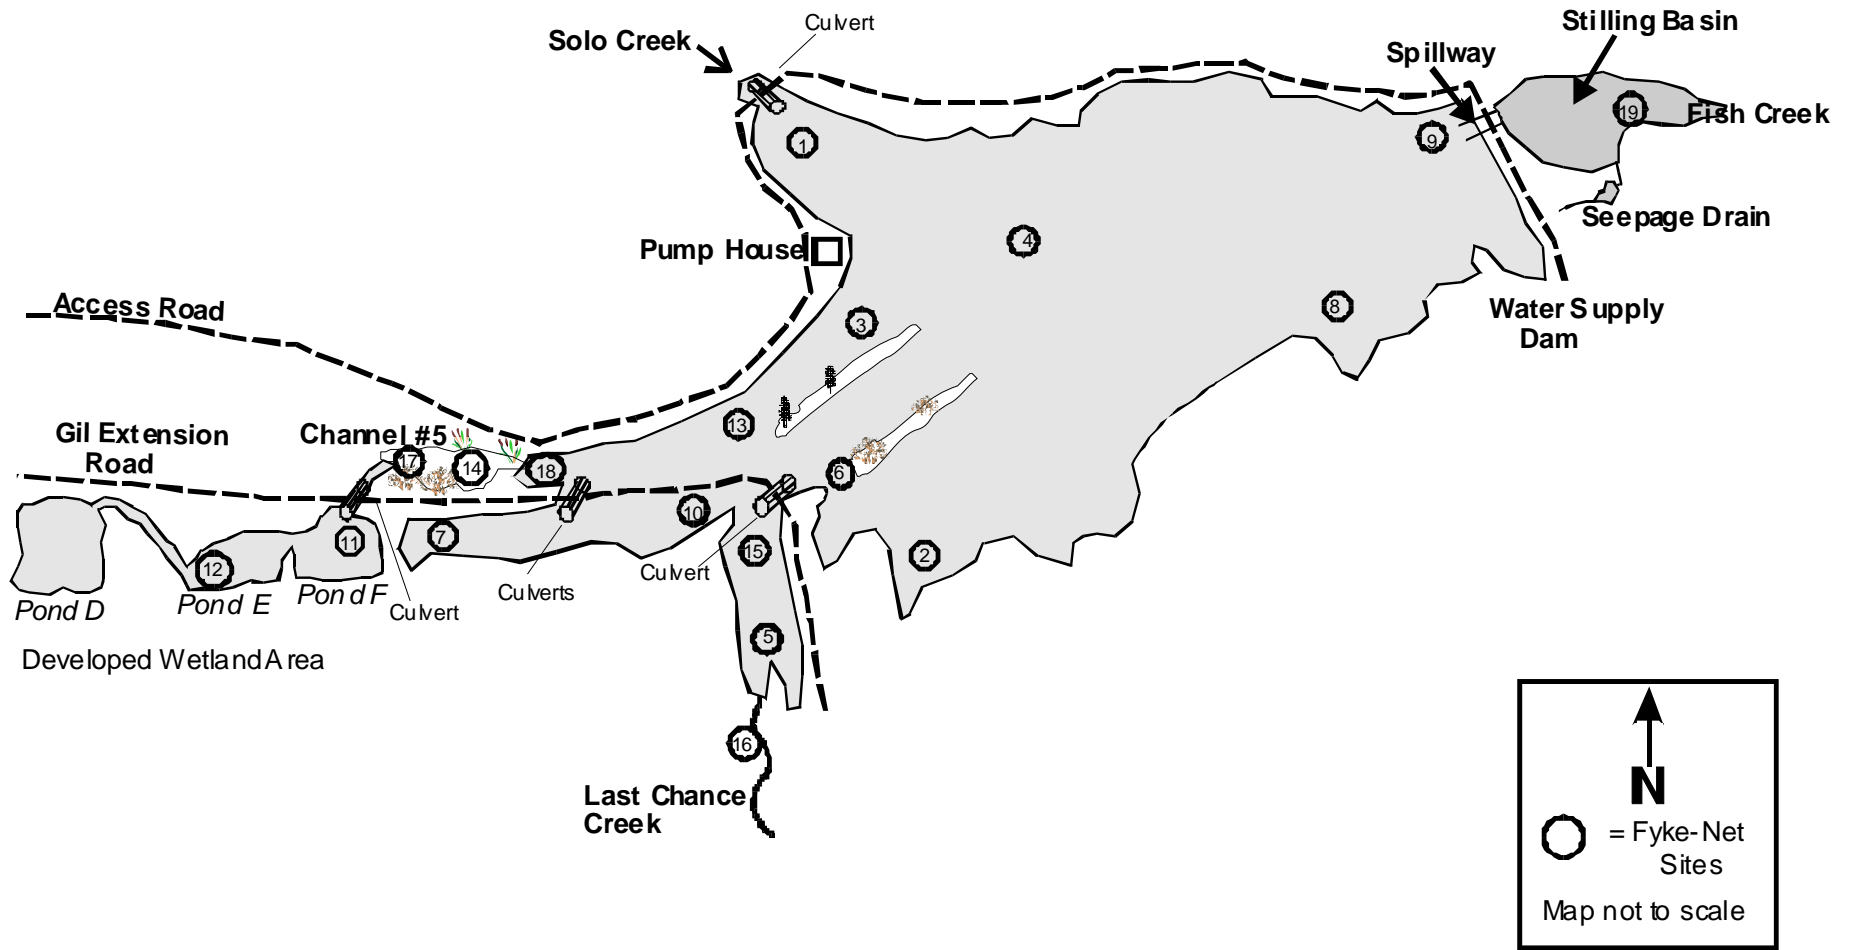 Culvert
Solo Creek
Stilling Basin
Spillway
19
Fish Creek
1
9
Seepage Drain
Pump House
4
Access Road
8
Water Supply
Dam
3
13
Gil Extension
Road
Channel #5
17
14
18
6
10
7
11
12
15
2
Culvert
Culverts
Pond D
Pond E
Pond F
Culvert
5
Developed Wetland Area
16
Last Chance
Creek
N
= Fyke-Net
Sites
Map not to scale